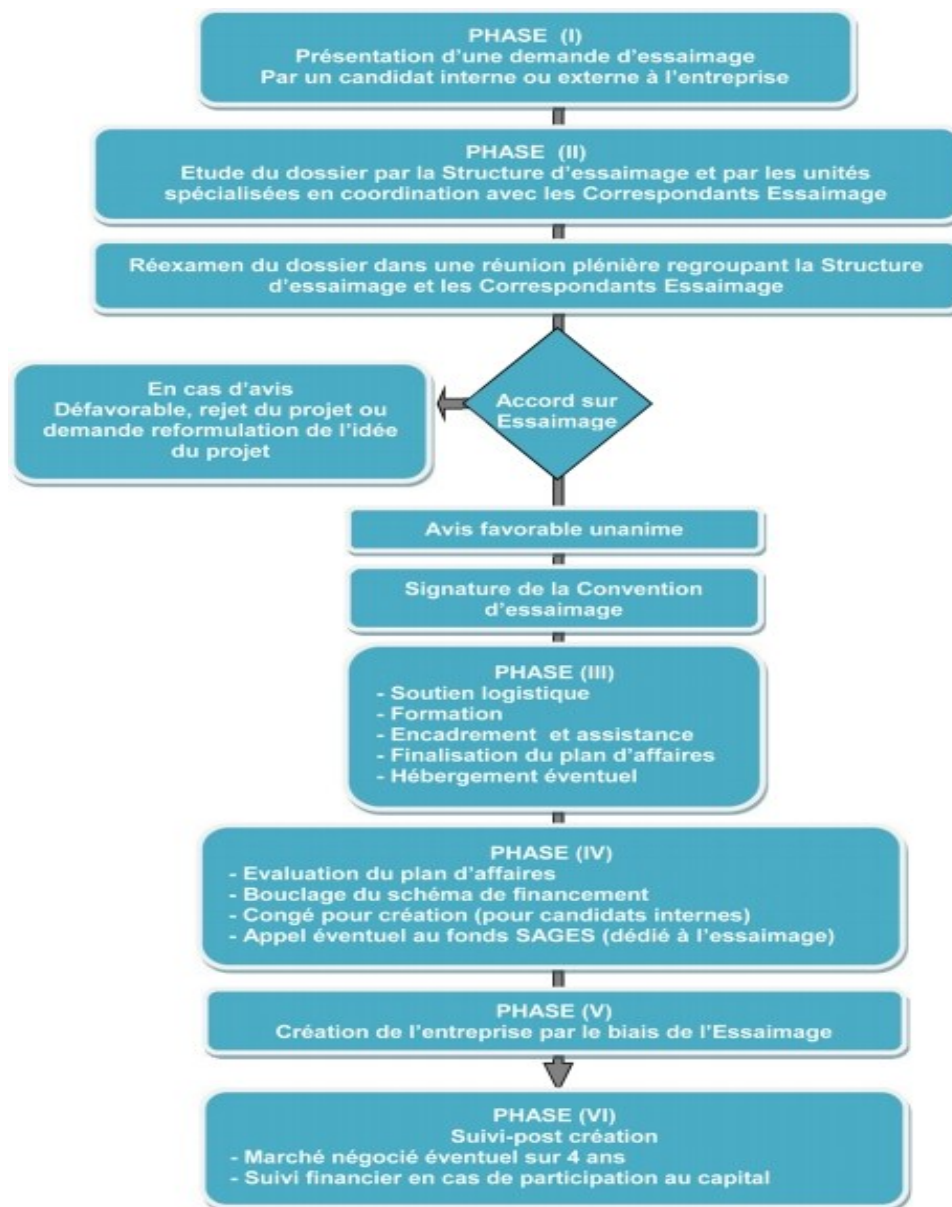 PHASE (I)
Présentation d'une demande d'essaimage
Par un candidat interne ou externe à l'entreprise
PHASE (II)
Etude du dossier par la Structure d'essaimage et par les unités
spécialisées en coordination avec les Correspondants Essaimage
Réexamen du dossier dans une réunion plénière regroupant la Structure
d'essaimage et les Correspondants Essaimage
Accord sur
Essaimage
En cas d'avis
Défavorable, rejet du projet ou
demande reformulation de l'idée
du projet
Avis favorable unanime
Signature de la Convention
d'essaimage
PHASE (III)
- Soutien logistique
- Formation
- Encadrement et assistance
- Finalisation du plan d'affaires
- Hébergement éventuel
PHASE (IV)
- Evaluation du plan d'affaires
- Bouclage du schéma de financement
- Congé pour création (pour candidats internes)
- Appel éventuel au fonds SAGES (dédié à l'essaimage)
PHASE (V)
Création de l'entreprise par le biais de l'Essaimage
PHASE (VI)
Suivi-post création
- Marché négocié éventuel sur 4 ans
- Suivi financier en cas de participation au capital